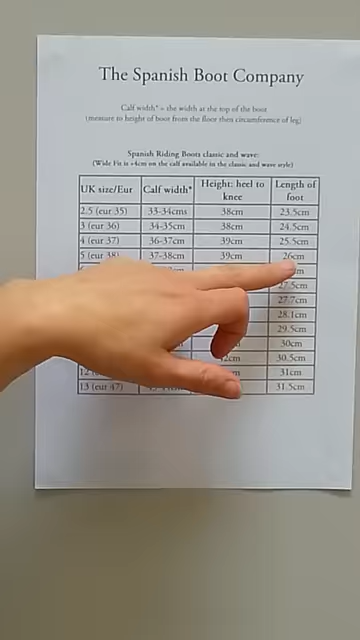 The Spanish Boot Company
Calf width* = the width at the top of the boot
(measure to height of boot from the floor then circumference of leg)
Spanish Riding Boots classic and wave:
(Wide Fit is +4cm on the calf available in the classic and wave style)
UK size/Eur Calf width* Height: heel to knee Length of foot
2.5 (eur 35) 33-34cms 38cm 23.5cm
3 (eur 36) 34-35cm 38cm 24.5cm
4 (eur 37) 36-37cm 39cm 25.5cm
5 (eur 38) 37-38cm 39cm 26cm
27.5cm
27.7cm
28.1cm
29.5cm
30cm
30.5cm
12 31cm
13 (eur 47) 31.5cm